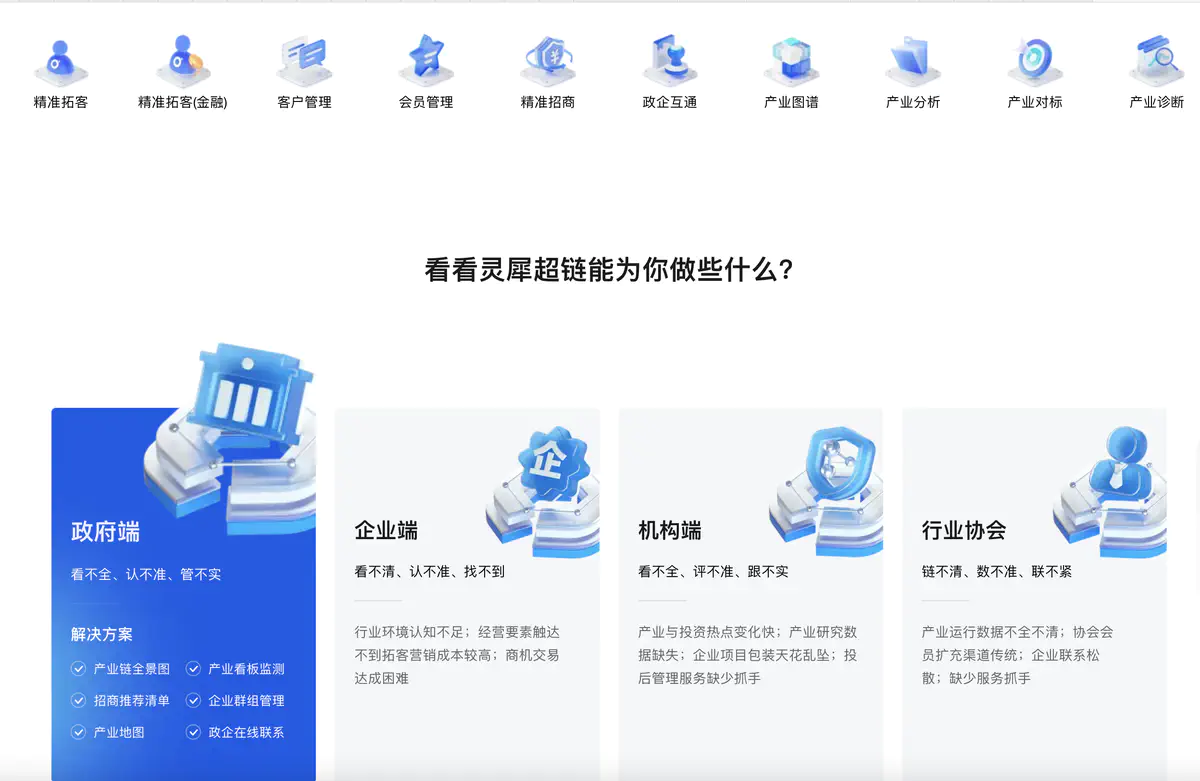 精准拓客
精准拓客(金融)
客户管理
会员管理
精准招商
政企互通
产业图谱
产业分析
产业对标
产业诊断
看看灵犀超链能为你做些什么?
政府端
看不全、认不准、管不实
解决方案
产业链全景图
产业看板监测
招商推荐清单
企业群组管理
产业地图
政企在线联系
企
企业端
看不清、认不准、找不到
行业环境认知不足；经营要素触达
不到拓客营销成本较高；商机交易
达成困难
机构端
看不全、评不准、跟不实
产业与投资热点变化快；产业研究数
据缺失；企业项目包装天花乱坠；投
后管理服务缺少抓手
行业协会
链不清、数不准、联不紧
产业运行数据不全不清；协会会
员扩充渠道传统；企业联系松
散；缺少服务抓手